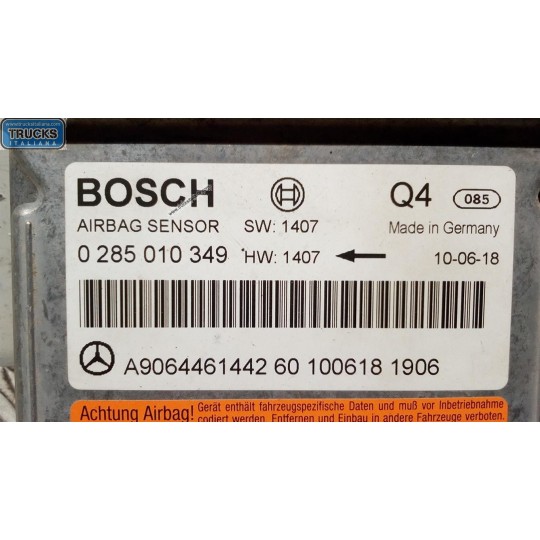 TRUCKS
ITALIANA
BOSCH Q4 085
AIRBAG SENSOR SW: 1407 Made in Germany
0 285 010 349 HW: 1407 10-06-18
A9064461442 60 100618 1906
Achtung Airbag! Gerät enthält fahrzeugspezifische Daten und muß vor Inbetriebnahme
codiert werden. Entfernen und Einbau in andere Fahrzeuge verboten.